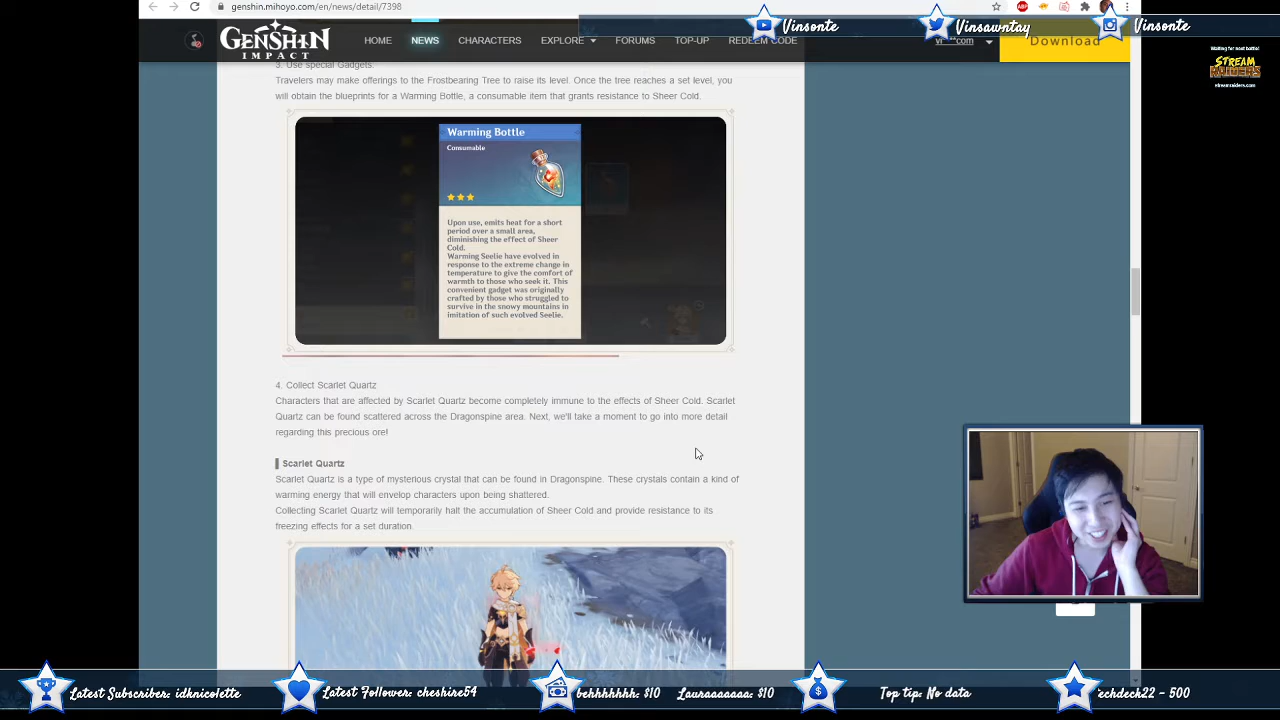 genshin.mihoyo.com/en/news/detail/7398
Vinsonte
Vinsawntay
Vinsonte
GENSHIN
IMPACT
HOME
NEWS
CHARACTERS
EXPLORE
FORUMS
TOP-UP
REDEEM CODE
Download
Waiting for next battle!
STREAM
RAIDERS
streamraiders.com
3. Use special Gadgets.
Travelers may make offerings to the Frostbearing Tree to raise its level. Once the tree reaches a set level, you
will obtain the blueprints for a Warming Bottle, a consumable item that grants resistance to Sheer Cold.
Warming Bottle
Consumable
Upon use, emits heat for a short
period over a small area,
diminishing the effect of Sheer
Cold.
Warming Seelie have evolved in
response to the extreme change in
temperature to give the comfort of
warmth to those who seek it. This
convenient gadget was originally
crafted by those who struggled to
survive in the snowy mountains in
imitation of such evolved Seelie.
4. Collect Scarlet Quartz
Characters that are affected by Scarlet Quartz become completely immune to the effects of Sheer Cold. Scarlet
Quartz can be found scattered across the Dragonspine area. Next, we'll take a moment to go into more detail
regarding this precious ore!
Scarlet Quartz
Scarlet Quartz is a type of mysterious crystal that can be found in Dragonspine. These crystals contain a kind of
warming energy that will envelop characters upon being shattered.
Collecting Scarlet Quartz will temporarily halt the accumulation of Sheer Cold and provide resistance to its
freezing effects for a set duration.
Latest Subscriber: idknicolette
Latest Follower: cheshire54
behhhhhhh: $10
Lauraaaaaaa: $10
Top tip: No data
echdech22 - 500